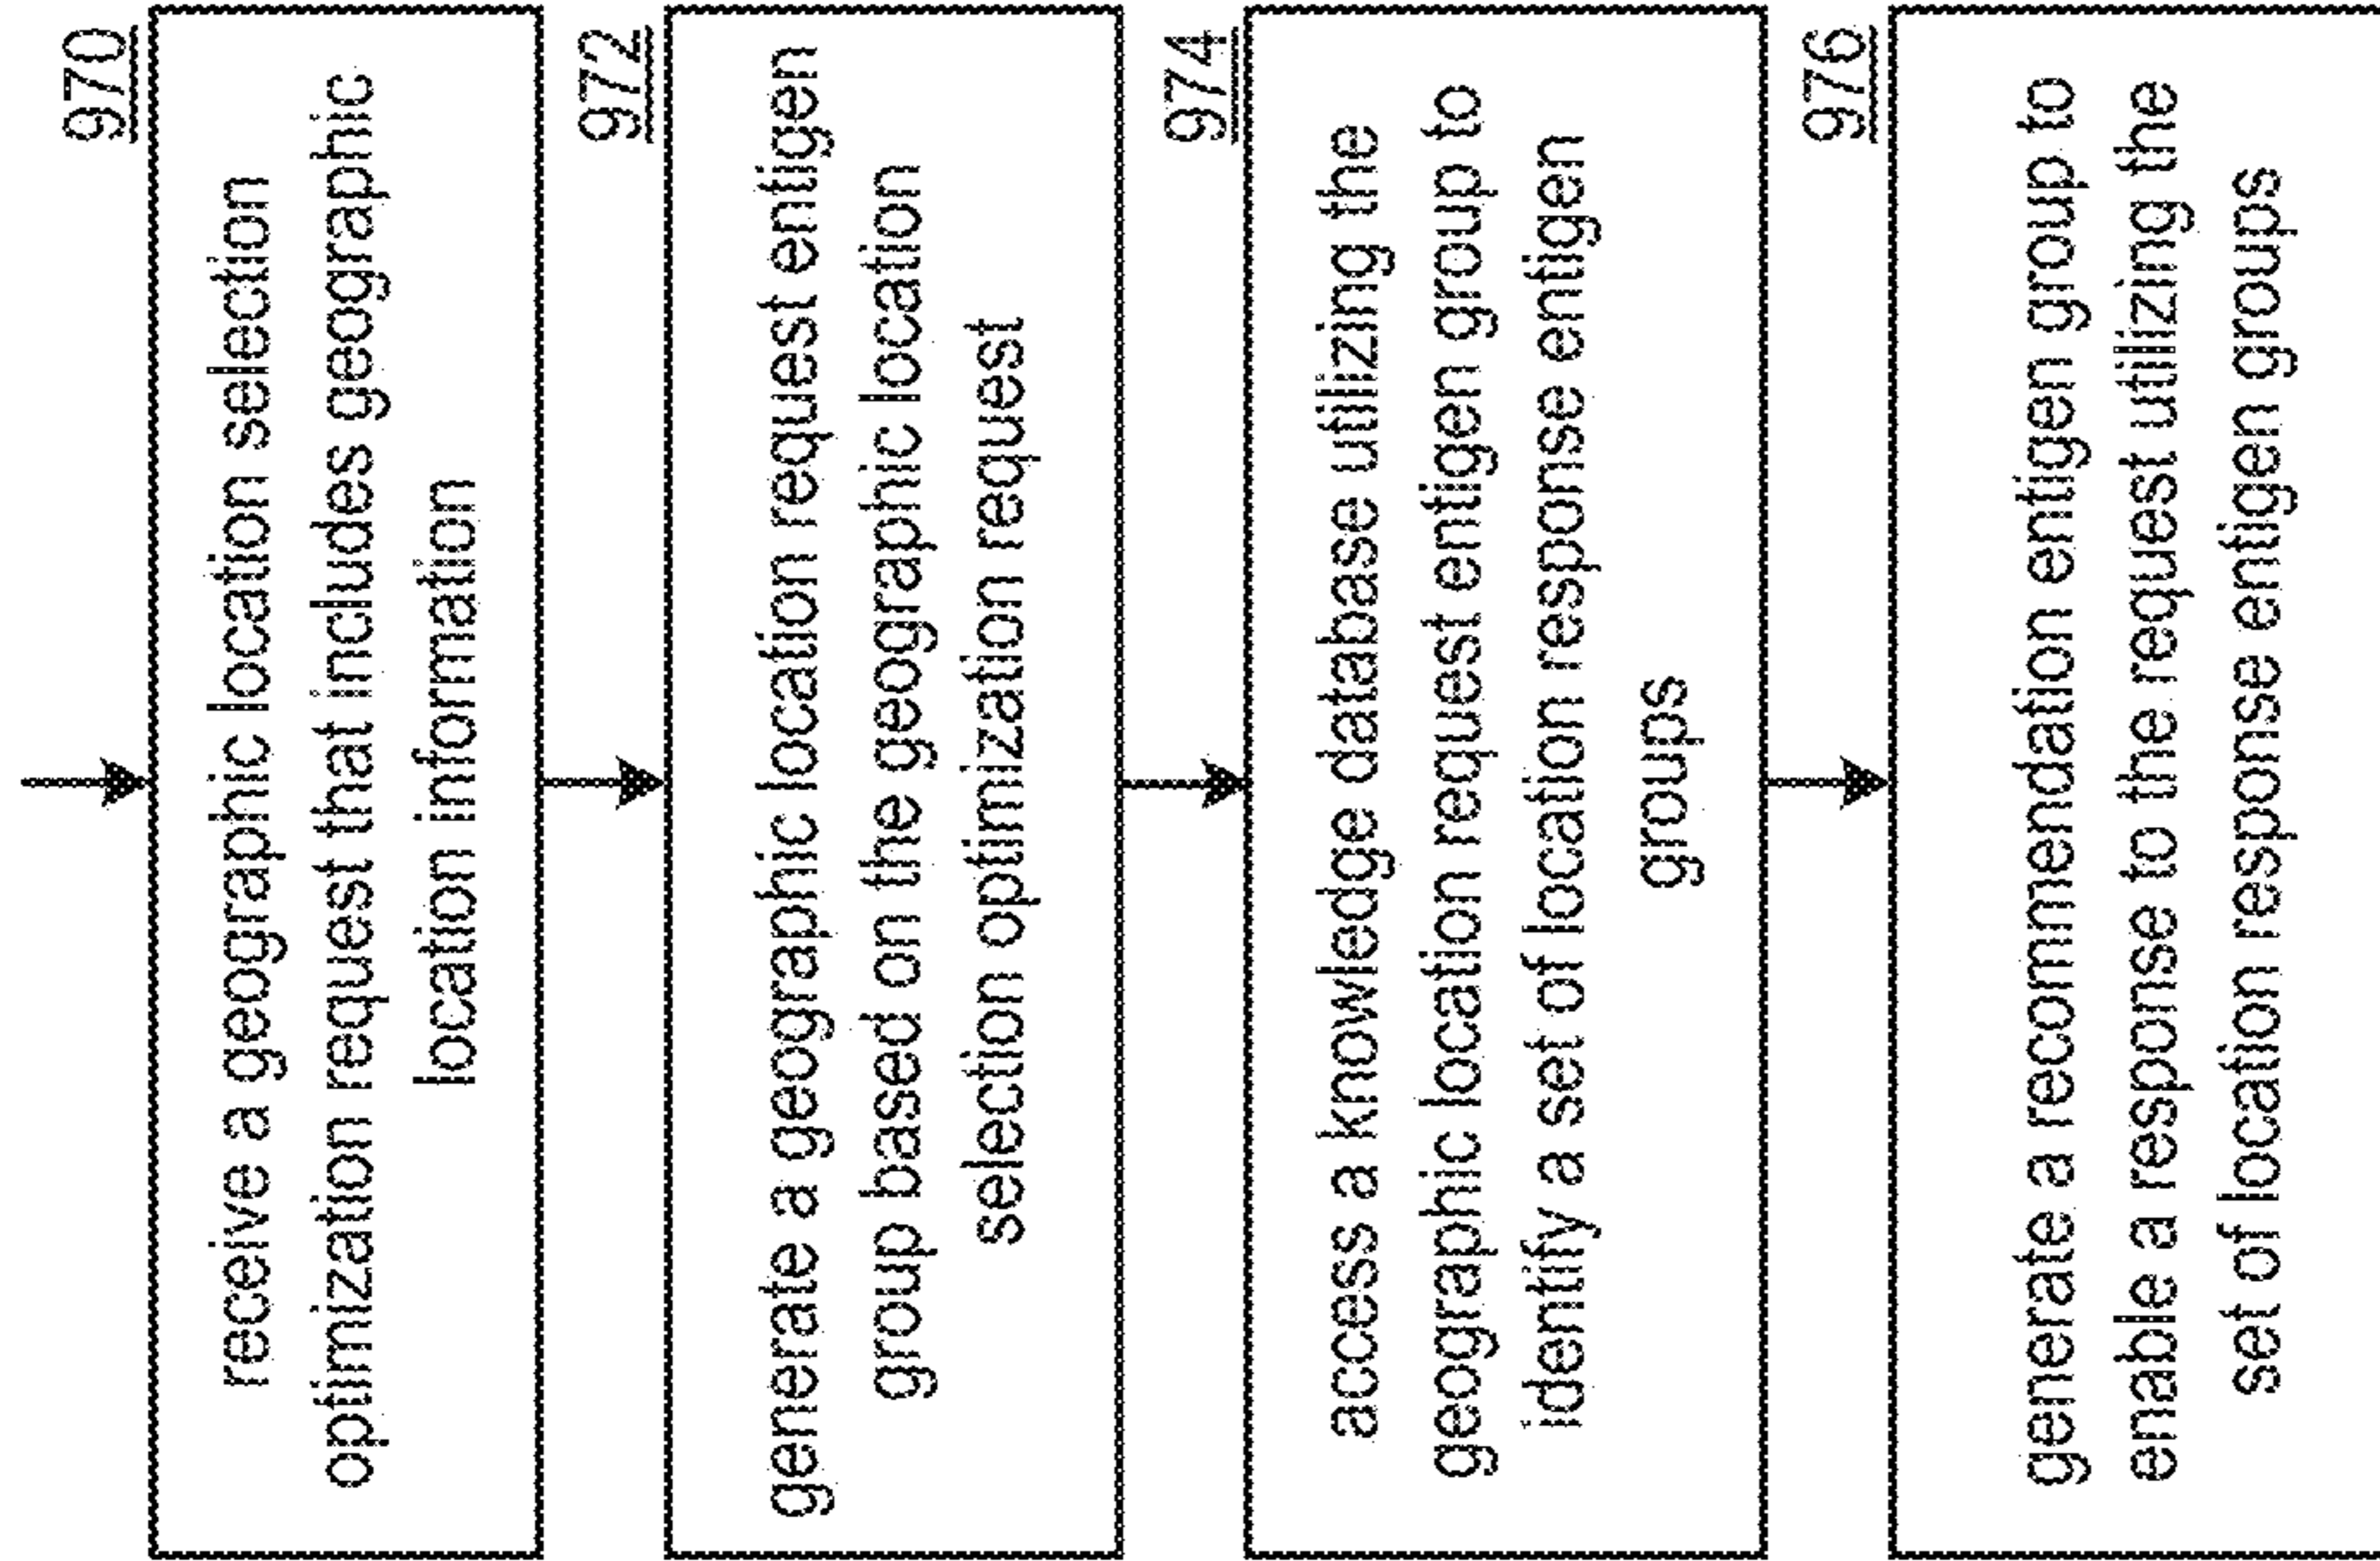 970
receive a geographic location selection
optimization request that includes geographic
location information
972
generate a geographic location request entigen
group based on the geographic location
selection optimization request
974
access a knowledge database utilizing the
geographic location request entigen group to
identify a set of location response entigen
groups
976
generate a recommendation entigen group to
enable a response to the request utilizing the
set of location response entigen groups